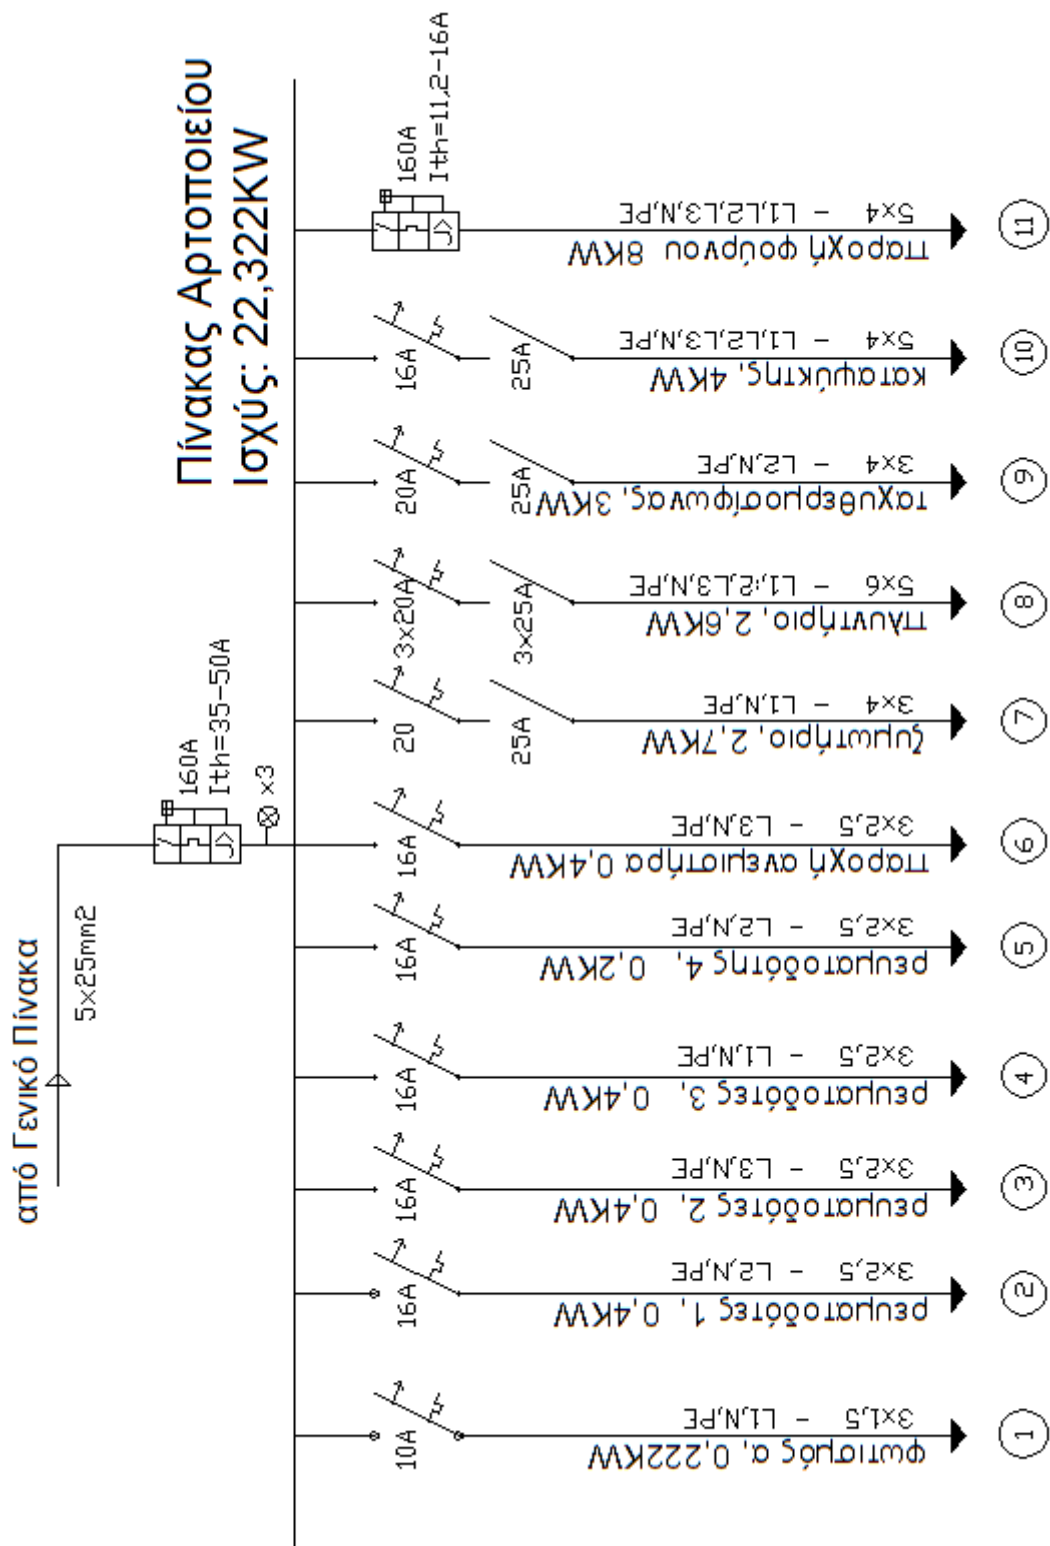 από Γενικό Πίνακα
5x25mm2
160A
Ith=35-50A
x3
Πίνακας Αρτοποιείου
Ισχύς: 22,322KW
10A
φωτισμός α, 0,222KW
3x1,5 - L1,N,PE
1
16A
ρευματοδότες 1, 0,4KW
3x2,5 - L2,N,PE
2
16A
ρευματοδότες 2, 0,4KW
3x2,5 - L3,N,PE
3
16A
ρευματοδότες 3, 0,4KW
3x2,5 - L1,N,PE
4
16A
ρευματοδότης 4, 0,2KW
3x2,5 - L2,N,PE
5
16A
παροχή ανεμιστήρα 0,4KW
3x2,5 - L3,N,PE
6
20
25A
ζυμωτήριο, 2,7KW
3x4 - L1,N,PE
7
3x20A
3x25A
πλυντήριο, 2,6KW
5x6 - L1;2,L3,N,PE
8
20A
25A
ταχυθερμοσίφωνας, 3KW
3x4 - L2,N,PE
9
16A
25A
καταψύκτης, 4KW
5x4 - L1,L2,L3,N,PE
10
160A
Ith=11,2-16A
παροχή φούρνου 8KW
5x4 - L1,L2,L3,N,PE
11